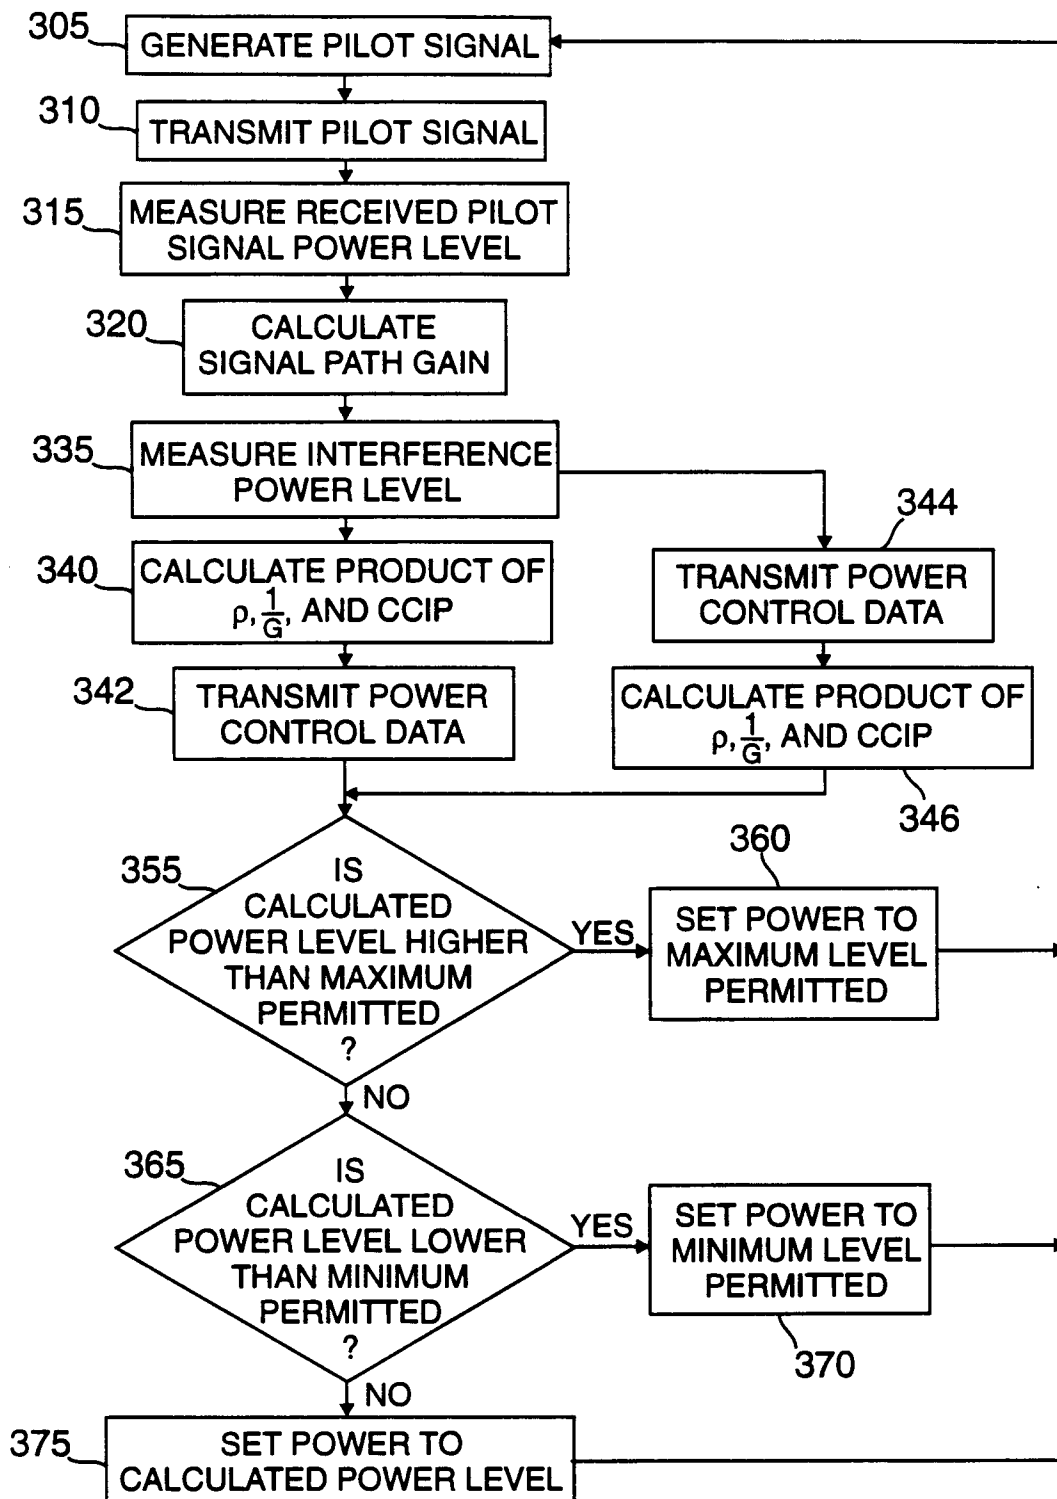 305
GENERATE PILOT SIGNAL
310
TRANSMIT PILOT SIGNAL
315
MEASURE RECEIVED PILOT
SIGNAL POWER LEVEL
320
CALCULATE
SIGNAL PATH GAIN
335
MEASURE INTERFERENCE
POWER LEVEL
340
CALCULATE PRODUCT OF
ρ, 1/G, AND CCIP
342
TRANSMIT POWER
CONTROL DATA
344
TRANSMIT POWER
CONTROL DATA
CALCULATE PRODUCT OF
ρ, 1/G, AND CCIP
346
355
IS
CALCULATED
POWER LEVEL HIGHER
THAN MAXIMUM
PERMITTED
?
YES
360
SET POWER TO
MAXIMUM LEVEL
PERMITTED
NO
365
IS
CALCULATED
POWER LEVEL LOWER
THAN MINIMUM
PERMITTED
?
YES
SET POWER TO
MINIMUM LEVEL
PERMITTED
370
NO
375
SET POWER TO
CALCULATED POWER LEVEL